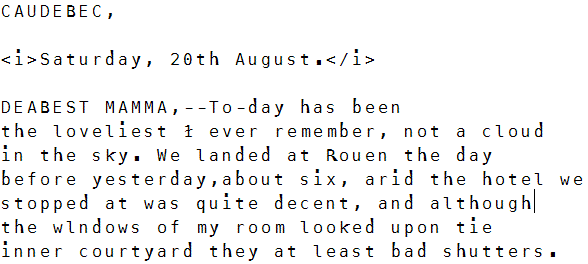 CAUDEBEC,
<i>Saturday, 20th August.</i>
DEABEST MAMMA,--To-day has been
the loveliest ł ever remember, not a cloud
in the sky. We landed at Rouen the day
before yesterday,about six, arid the hotel we
stopped at was quite decent, and although
the wlndows of my room looked upon tie
inner courtyard they at least bad shutters.